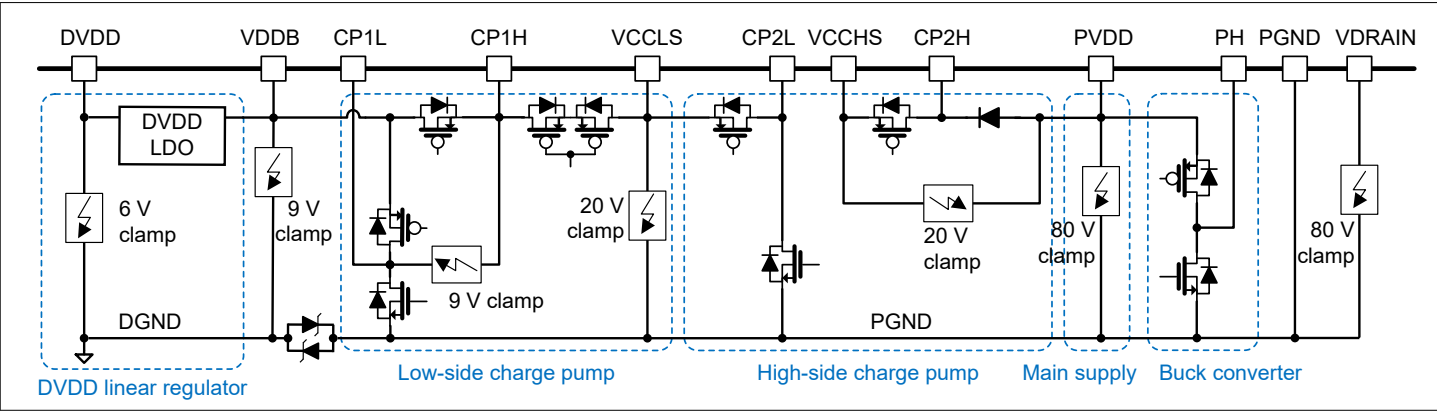 DVDD VDDB CP1L CP1H VCCLS CP2L VCCHS CP2H PVDD PH PGND VDRAIN
DVDD
LDO
6 V
clamp
9 V
clamp
9 V clamp
20 V
clamp
20 V
clamp
80 V
clamp
80 V
clamp
DGND
PGND
DVDD linear regulator
Low-side charge pump
High-side charge pump
Main supply
Buck converter